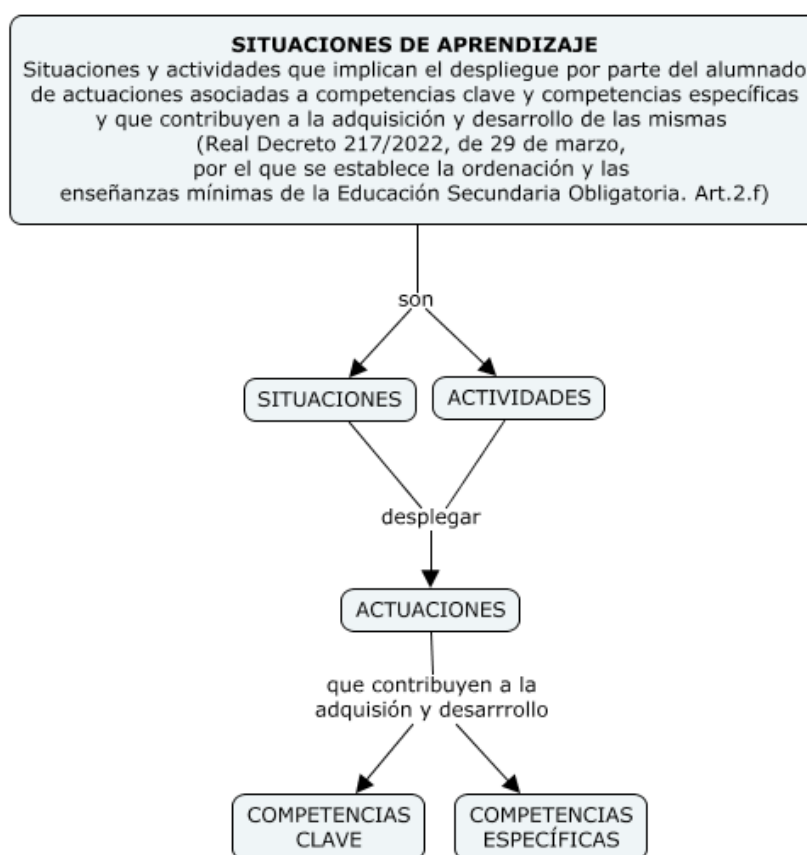 SITUACIONES DE APRENDIZAJE
Situaciones y actividades que implican el despliegue por parte del alumnado
de actuaciones asociadas a competencias clave y competencias específicas
y que contribuyen a la adquisición y desarrollo de las mismas
(Real Decreto 217/2022, de 29 de marzo,
por el que se establece la ordenación y las
enseñanzas mínimas de la Educación Secundaria Obligatoria. Art.2.f)
son
SITUACIONES
ACTIVIDADES
desplegar
ACTUACIONES
que contribuyen a la
adquisión y desarrrollo
COMPETENCIAS
CLAVE
COMPETENCIAS
ESPECÍFICAS